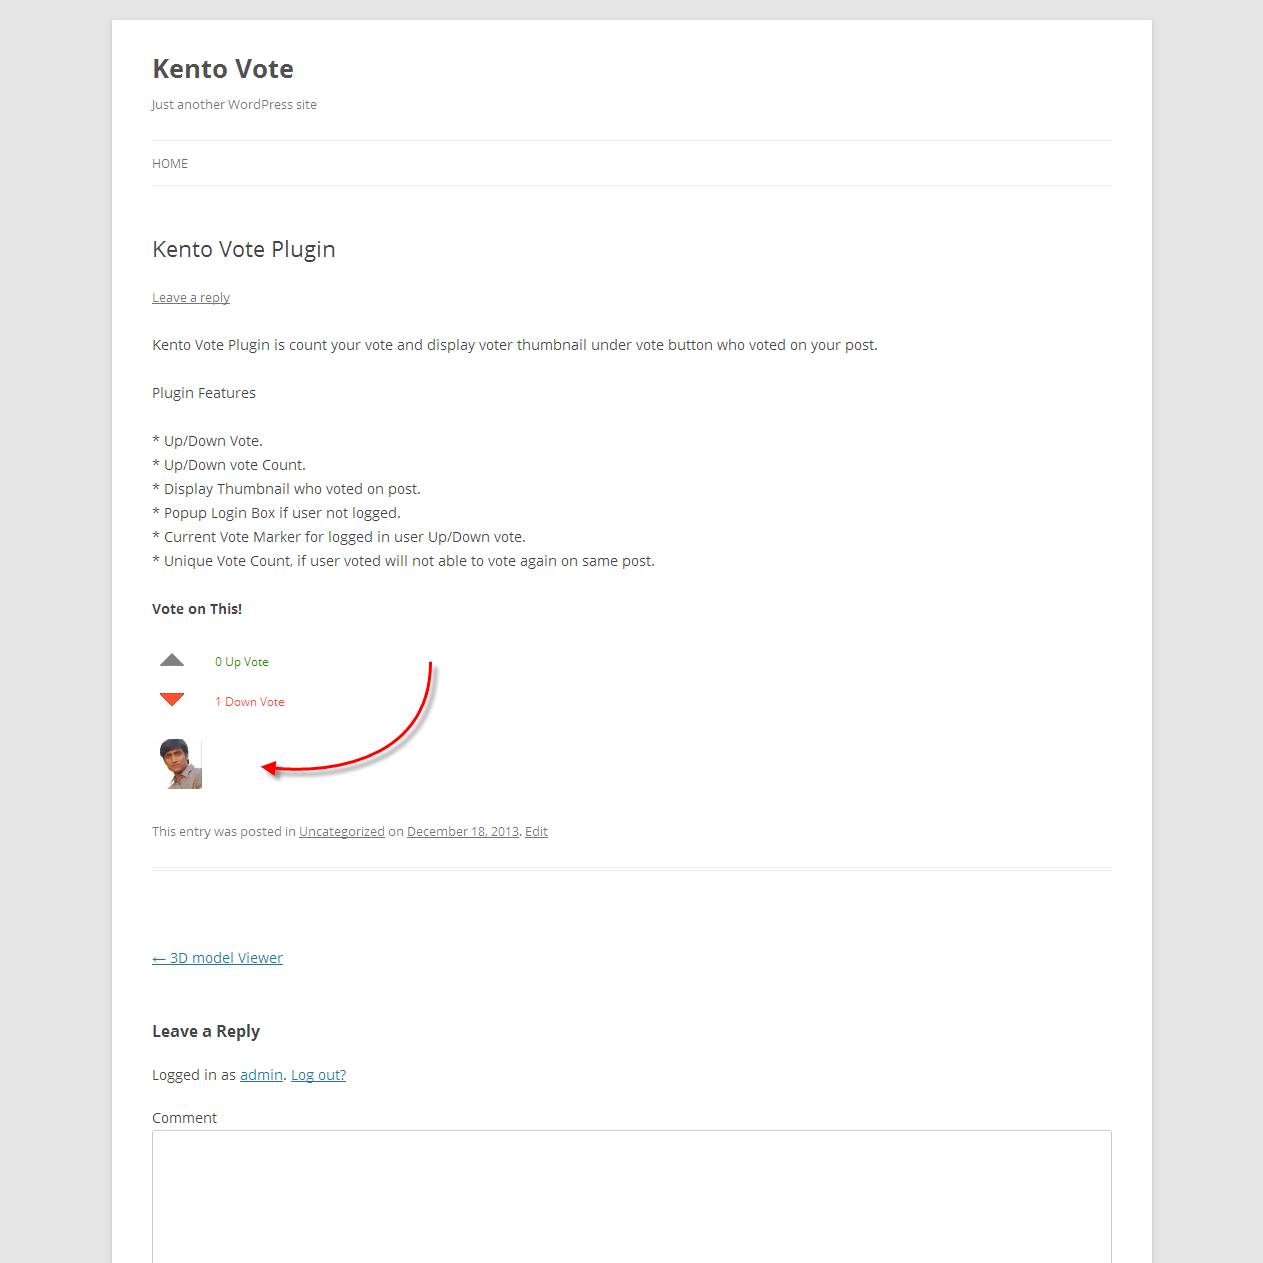 Kento Vote
Just another WordPress site
HOME
Kento Vote Plugin
Leave a reply
Kento Vote Plugin is count your vote and display voter thumbnail under vote button who voted on your post.
Plugin Features
* Up/Down Vote.
* Up/Down vote Count.
* Display Thumbnail who voted on post.
* Popup Login Box if user not logged.
* Current Vote Marker for logged in user Up/Down vote.
* Unique Vote Count, if user voted will not able to vote again on same post.
Vote on This!
0 Up Vote
1 Down Vote
This entry was posted in Uncategorized on December 18, 2013. Edit
← 3D model Viewer
Leave a Reply
Logged in as admin. Log out?
Comment